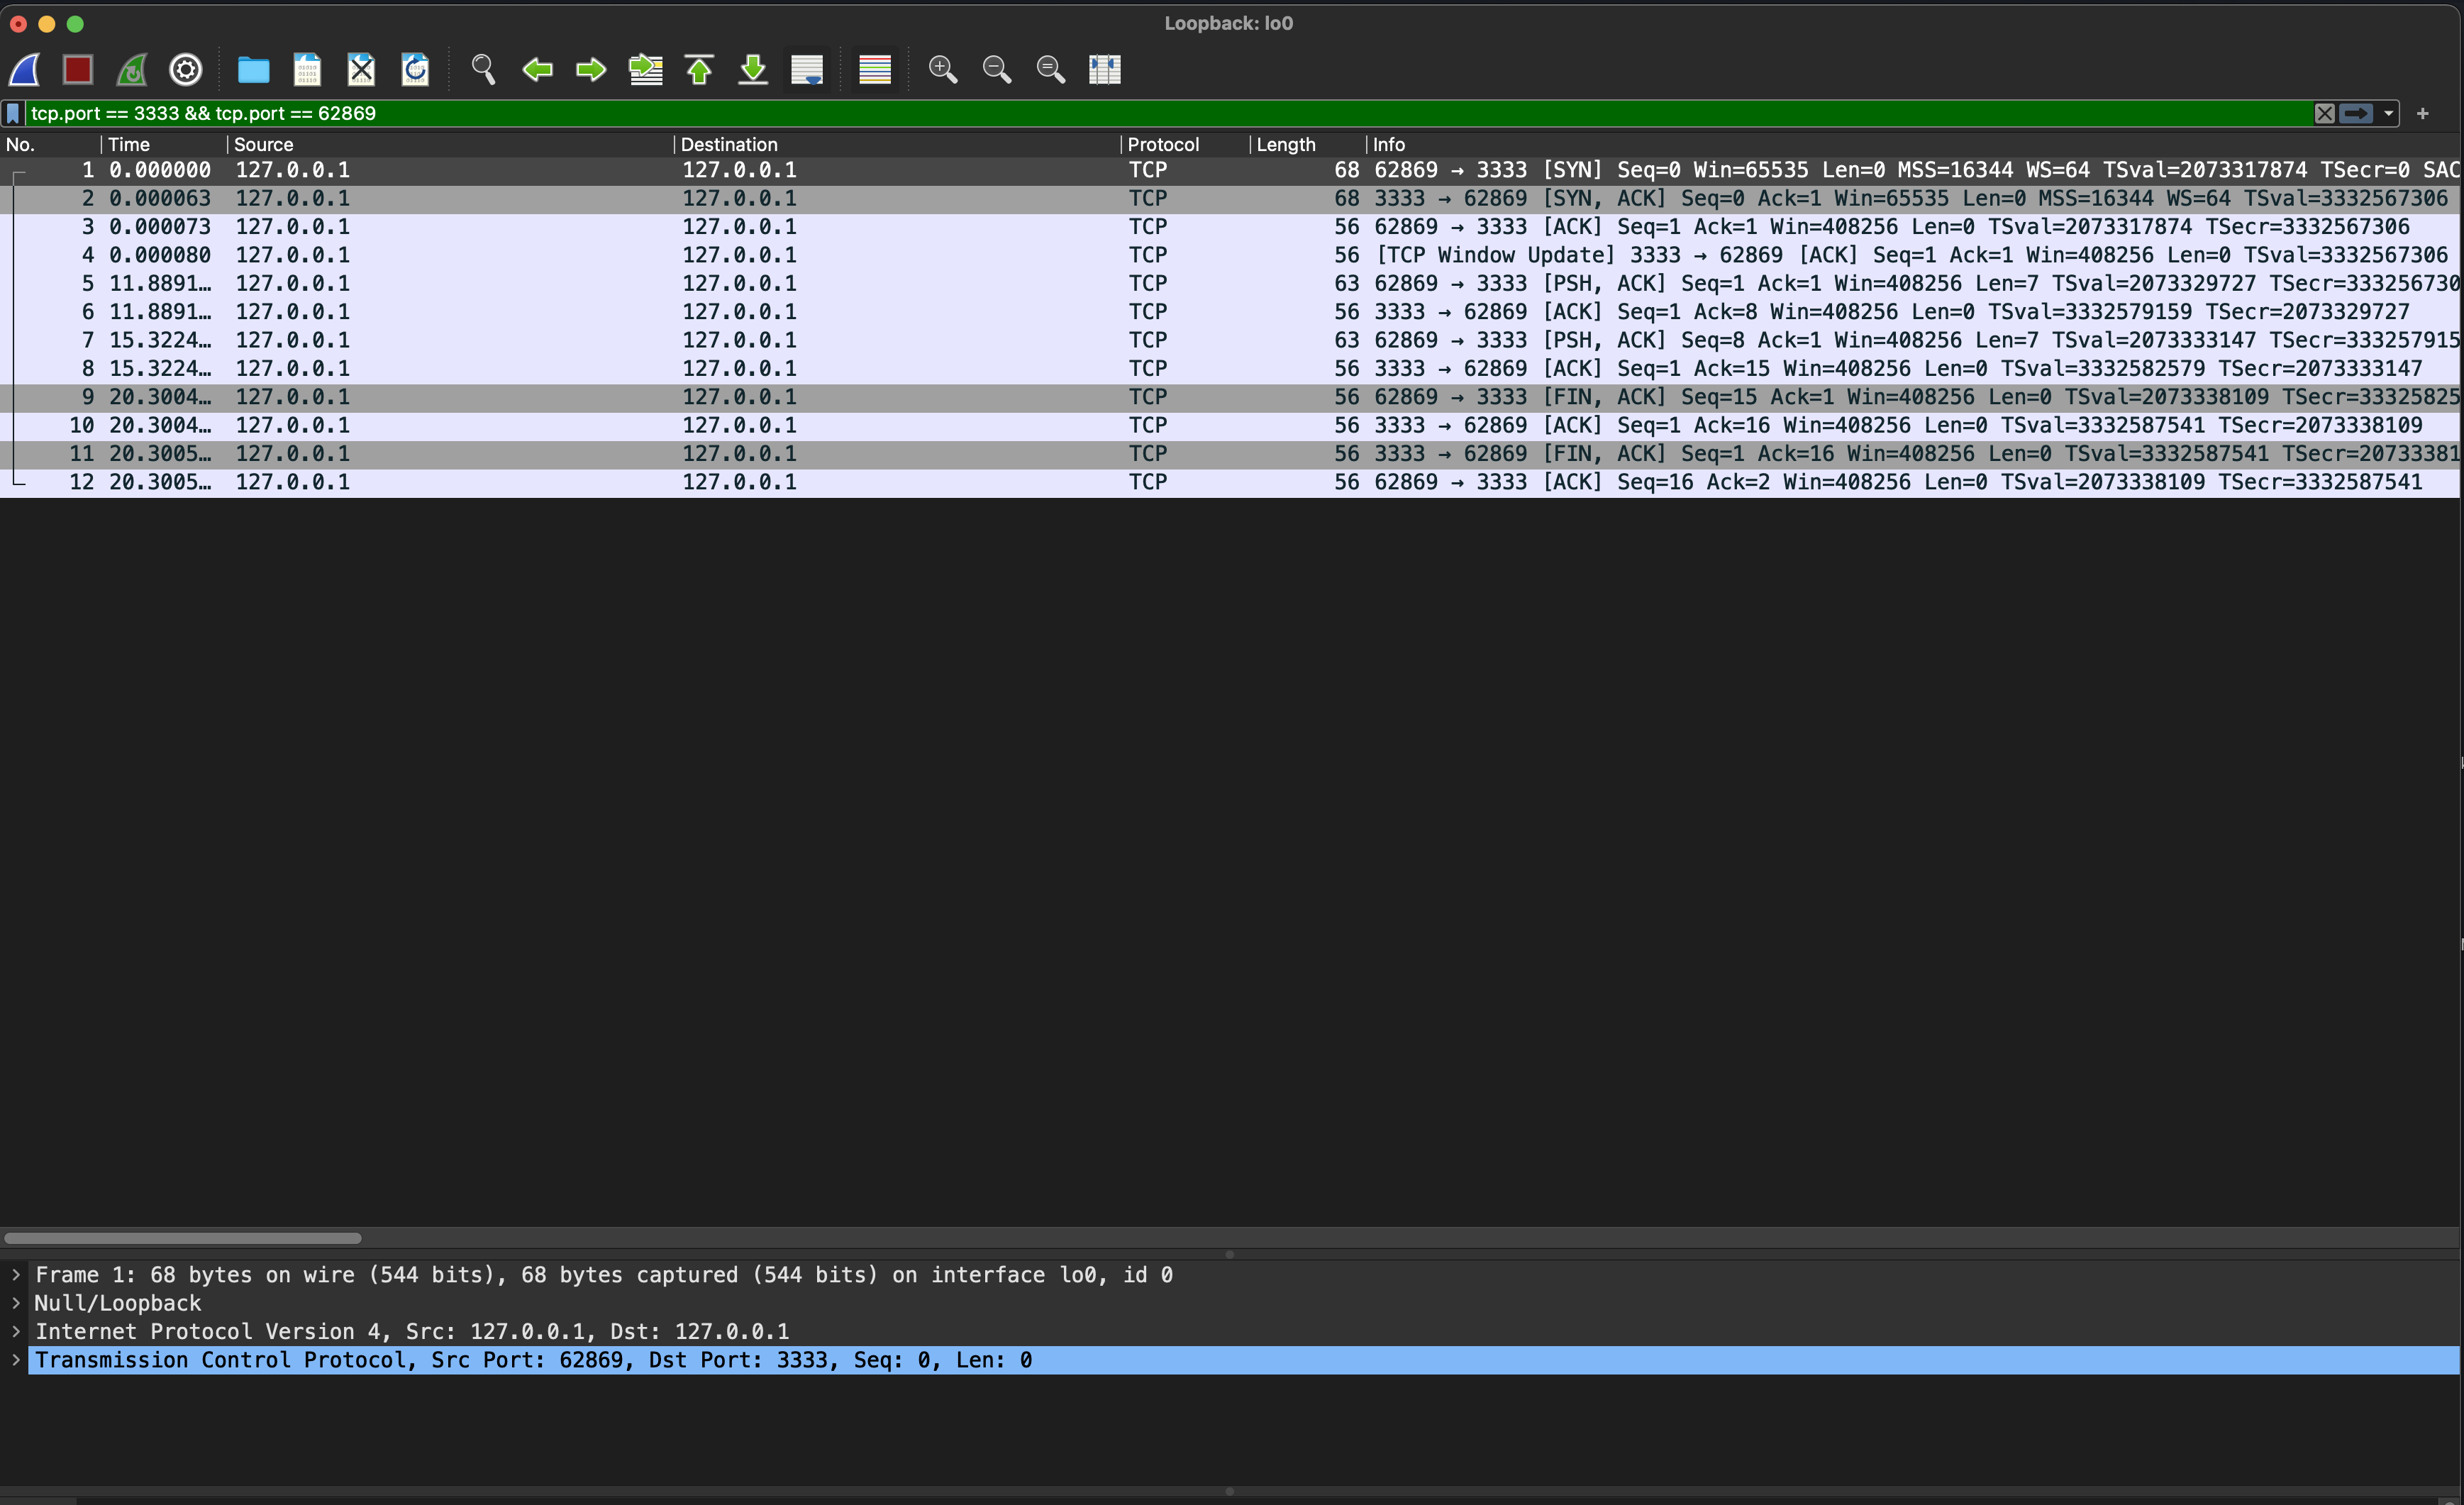 Loopback: lo0
tcp.port == 3333 && tcp.port == 62869
No. Time Source Destination Protocol Length Info
1 0.000000 127.0.0.1 127.0.0.1 TCP 68 62869 → 3333 [SYN] Seq=0 Win=65535 Len=0 MSS=16344 WS=64 TSval=2073317874 TSecr=0 SAC
2 0.000063 127.0.0.1 127.0.0.1 TCP 68 3333 → 62869 [SYN, ACK] Seq=0 Ack=1 Win=65535 Len=0 MSS=16344 WS=64 TSval=3332567306
3 0.000073 127.0.0.1 127.0.0.1 TCP 56 62869 → 3333 [ACK] Seq=1 Ack=1 Win=408256 Len=0 TSval=2073317874 TSecr=3332567306
4 0.000080 127.0.0.1 127.0.0.1 TCP 56 [TCP Window Update] 3333 → 62869 [ACK] Seq=1 Ack=1 Win=408256 Len=0 TSval=3332567306
5 11.8891… 127.0.0.1 127.0.0.1 TCP 63 62869 → 3333 [PSH, ACK] Seq=1 Ack=1 Win=408256 Len=7 TSval=2073329727 TSecr=333256730
6 11.8891… 127.0.0.1 127.0.0.1 TCP 56 3333 → 62869 [ACK] Seq=1 Ack=8 Win=408256 Len=0 TSval=3332579159 TSecr=2073329727
7 15.3224… 127.0.0.1 127.0.0.1 TCP 63 62869 → 3333 [PSH, ACK] Seq=8 Ack=1 Win=408256 Len=7 TSval=2073333147 TSecr=333257915
8 15.3224… 127.0.0.1 127.0.0.1 TCP 56 3333 → 62869 [ACK] Seq=1 Ack=15 Win=408256 Len=0 TSval=3332582579 TSecr=2073333147
9 20.3004… 127.0.0.1 127.0.0.1 TCP 56 62869 → 3333 [FIN, ACK] Seq=15 Ack=1 Win=408256 Len=0 TSval=2073338109 TSecr=33325825
10 20.3004… 127.0.0.1 127.0.0.1 TCP 56 3333 → 62869 [ACK] Seq=1 Ack=16 Win=408256 Len=0 TSval=3332587541 TSecr=2073338109
11 20.3005… 127.0.0.1 127.0.0.1 TCP 56 3333 → 62869 [FIN, ACK] Seq=1 Ack=16 Win=408256 Len=0 TSval=3332587541 TSecr=20733381
12 20.3005… 127.0.0.1 127.0.0.1 TCP 56 62869 → 3333 [ACK] Seq=16 Ack=2 Win=408256 Len=0 TSval=2073338109 TSecr=3332587541
Frame 1: 68 bytes on wire (544 bits), 68 bytes captured (544 bits) on interface lo0, id 0
Null/Loopback
Internet Protocol Version 4, Src: 127.0.0.1, Dst: 127.0.0.1
Transmission Control Protocol, Src Port: 62869, Dst Port: 3333, Seq: 0, Len: 0